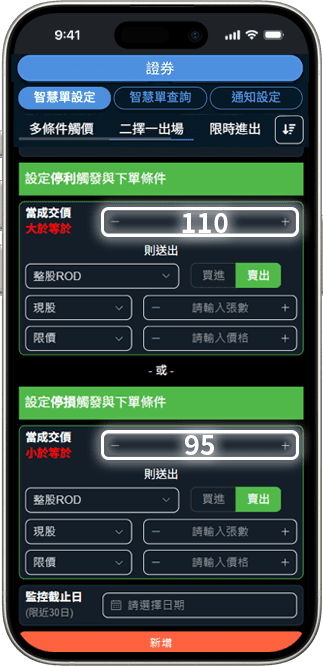 9:41
證券
智慧單設定 智慧單查詢 通知設定
多條件觸價 二擇一出場 限時進出
設定停利觸發與下單條件
當成交價
大於等於
− 110 +
則送出
整股ROD 買進 賣出
現股 − 請輸入張數 +
限價 − 請輸入價格 +
- 或 -
設定停損觸發與下單條件
當成交價
小於等於
− 95 +
則送出
整股ROD 買進 賣出
現股 − 請輸入張數 +
限價 − 請輸入價格 +
監控截止日
(限近30日) 請選擇日期
新增